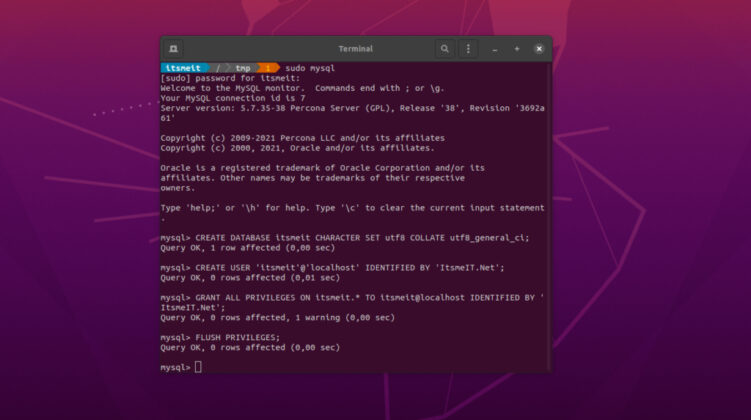 Terminal
itsmeit / tmp 1 sudo mysql
[sudo] password for itsmeit:
Welcome to the MySQL monitor.  Commands end with ; or \g.
Your MySQL connection id is 7
Server version: 5.7.35-38 Percona Server (GPL), Release '38', Revision '3692a
61'
Copyright (c) 2009-2021 Percona LLC and/or its affiliates
Copyright (c) 2000, 2021, Oracle and/or its affiliates.
Oracle is a registered trademark of Oracle Corporation and/or its
affiliates. Other names may be trademarks of their respective
owners.
Type 'help;' or '\h' for help. Type '\c' to clear the current input statement
.
mysql> CREATE DATABASE itsmeit CHARACTER SET utf8 COLLATE utf8_general_ci;
Query OK, 1 row affected (0,00 sec)
mysql> CREATE USER 'itsmeit'@'localhost' IDENTIFIED BY 'ItsmeIT.Net';
Query OK, 0 rows affected (0,01 sec)
mysql> GRANT ALL PRIVILEGES ON itsmeit.* TO itsmeit@localhost IDENTIFIED BY '
ItsmeIT.Net';
Query OK, 0 rows affected, 1 warning (0,00 sec)
mysql> FLUSH PRIVILEGES;
Query OK, 0 rows affected (0,00 sec)
mysql>